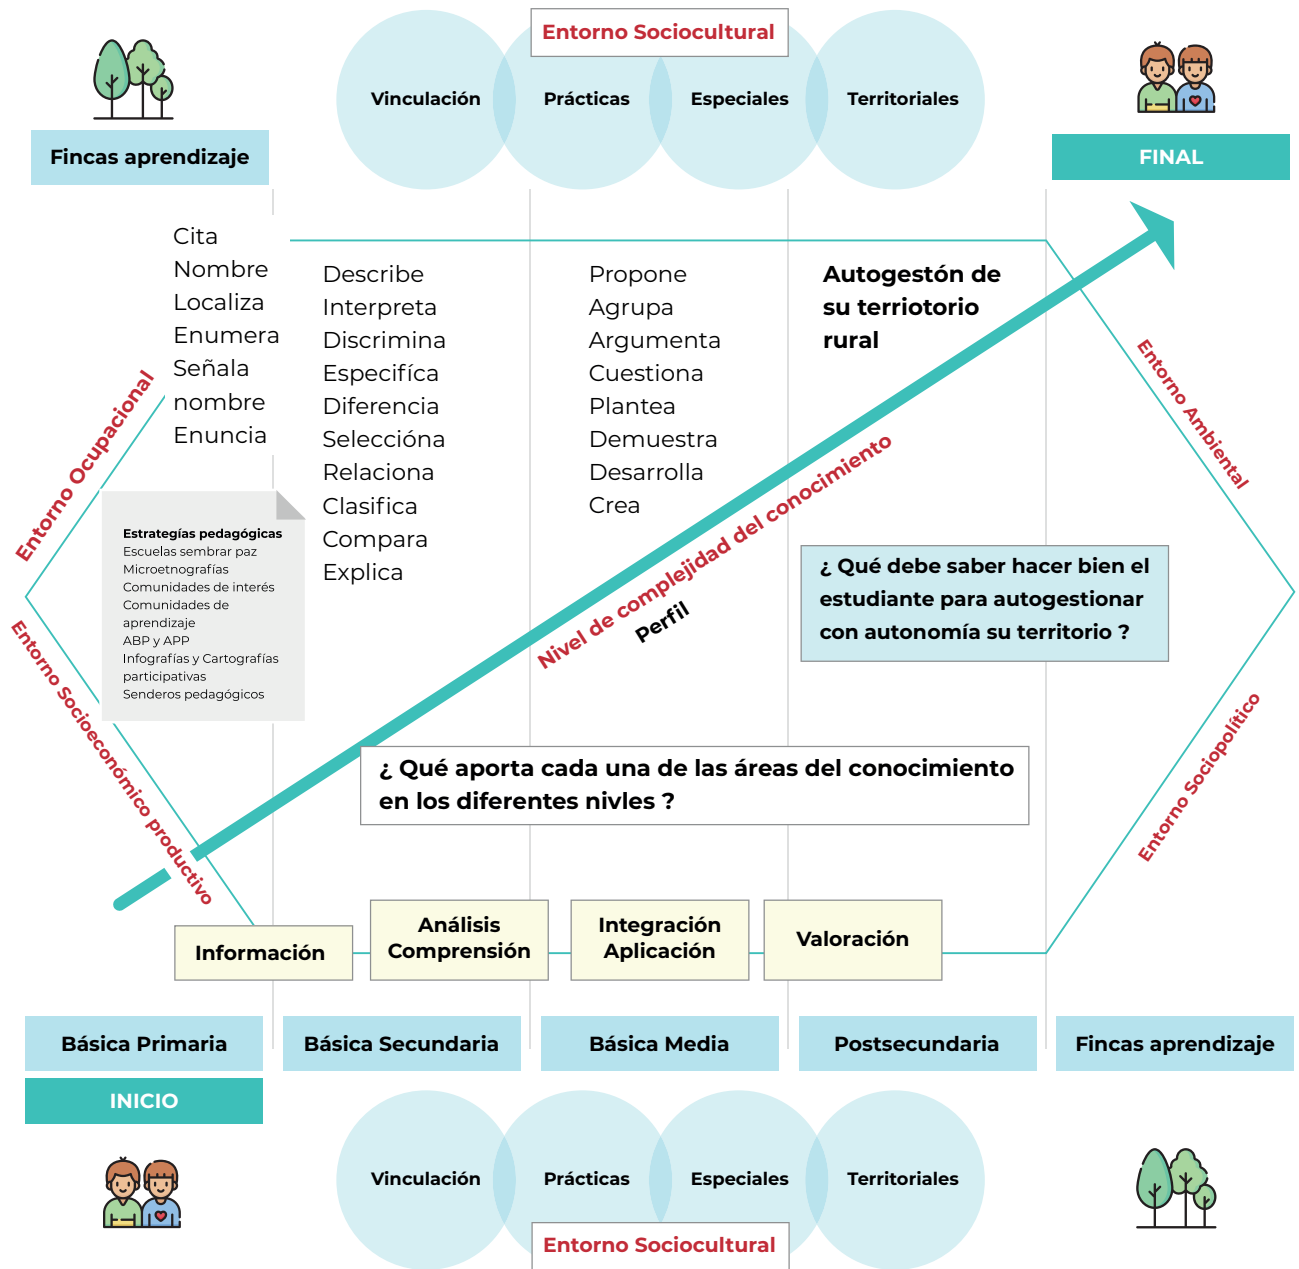 Entorno Sociocultural
Vinculación
Prácticas
Especiales
Territoriales
Fincas aprendizaje
FINAL
Cita
Nombre
Localiza
Enumera
Señala
nombre
Enuncia
Describe
Interpreta
Discrimina
Específíca
Diferencia
Seleccióna
Relaciona
Clasifica
Compara
Explica
Propone
Agrupa
Argumenta
Cuestiona
Plantea
Demuestra
Desarrolla
Crea
Autogestón de
su terriotorio
rural
Entorno Ocupacional
Entorno Ambiental
Estrategías pedagógicas
Escuelas sembrar paz
Microetnografías
Comunidades de interés
Comunidades de
aprendizaje
ABP y APP
Infografías y Cartografías
participativas
Senderos pedagógicos
Nivel de complejidad del conocimiento
Perfil
¿ Qué debe saber hacer bien el
estudiante para autogestionar
con autonomía su territorio ?
Entorno Socioeconómico productivo
Entorno Sociopolítico
¿ Qué aporta cada una de las áreas del conocimiento
en los diferentes nivles ?
Información
Análisis
Comprensión
Integración
Aplicación
Valoración
Básica Primaria
Básica Secundaria
Básica Media
Postsecundaria
Fincas aprendizaje
INICIO
Vinculación
Prácticas
Especiales
Territoriales
Entorno Sociocultural